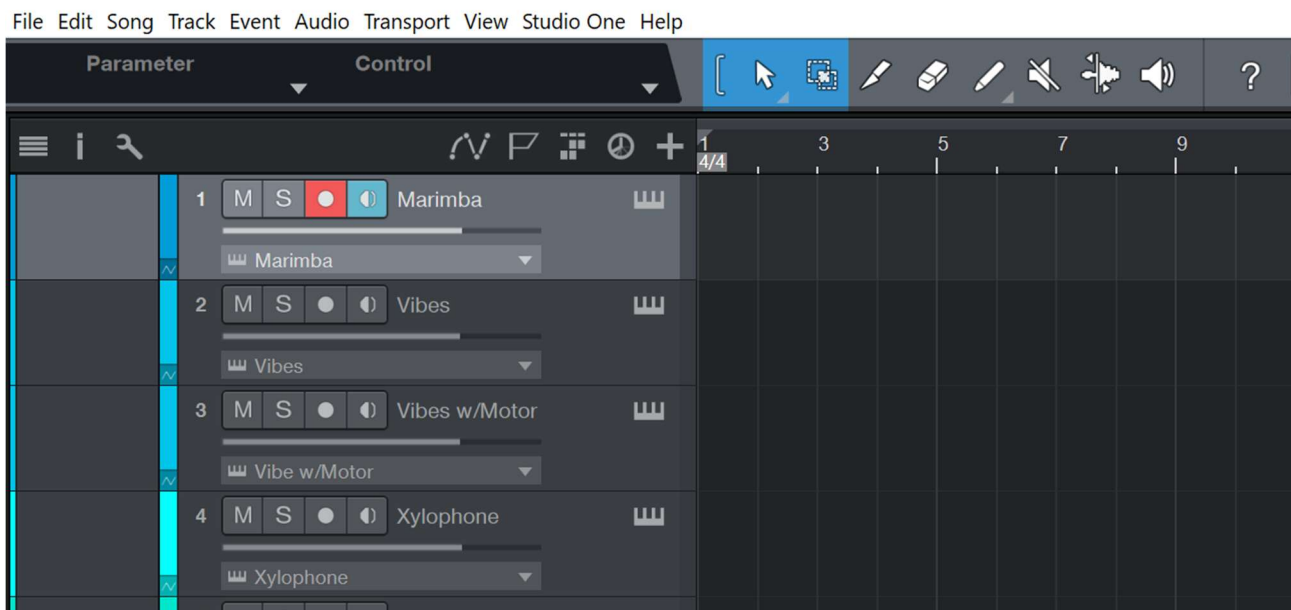 File Edit Song Track Event Audio Transport View Studio One Help
Parameter Control
?
i
1 3 5 7 9
4/4
1 M S Marimba
Marimba
2 M S Vibes
Vibes
3 M S Vibes w/Motor
Vibe w/Motor
4 M S Xylophone
Xylophone